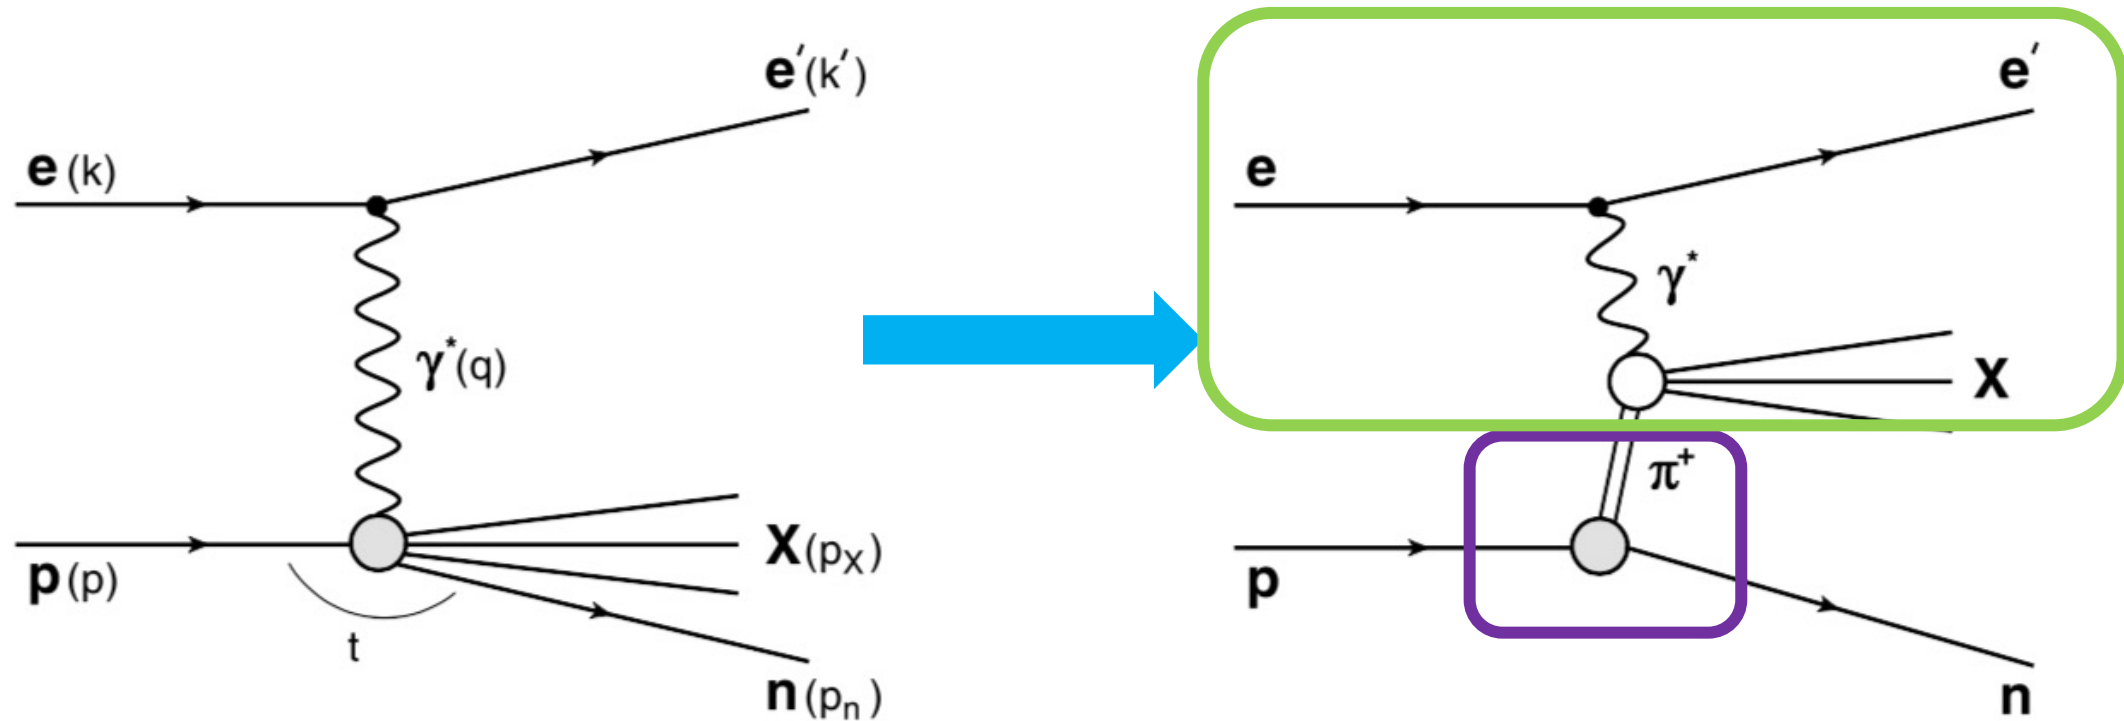 e′(k′)
e (k)
γ*(q)
p (p)
X(pX)
t
n(pn)
e′
e
γ*
X
π+
p
n